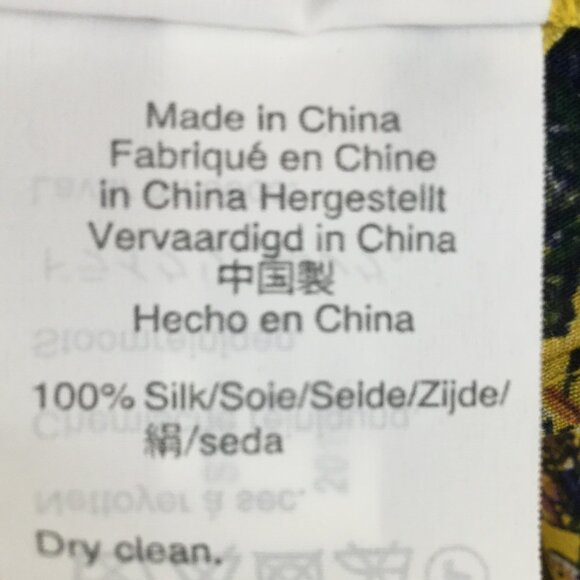 Made in China
Fabriqué en Chine
in China Hergestellt
Vervaardigd in China
中国製
Hecho en China
100% Silk/Soie/Seide/Zijde/
絹/seda
Dry clean.